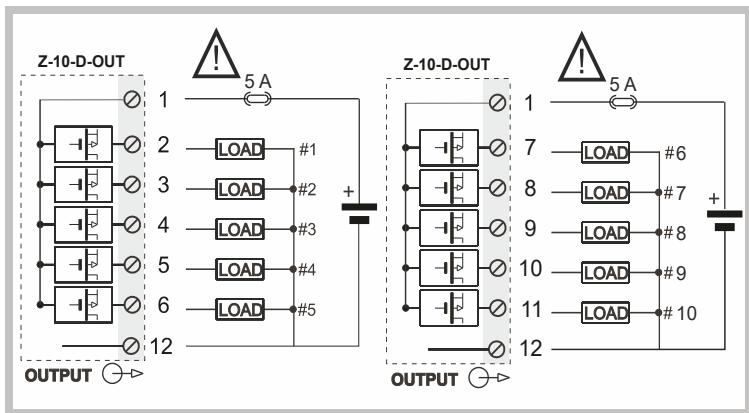 Z-10-D-OUT
5 A
1
2 LOAD #1
3 LOAD #2
4 LOAD #3
5 LOAD #4
6 LOAD #5
12
+
OUTPUT
Z-10-D-OUT
5 A
1
7 LOAD #6
8 LOAD #7
9 LOAD #8
10 LOAD #9
11 LOAD # 10
12
+
OUTPUT